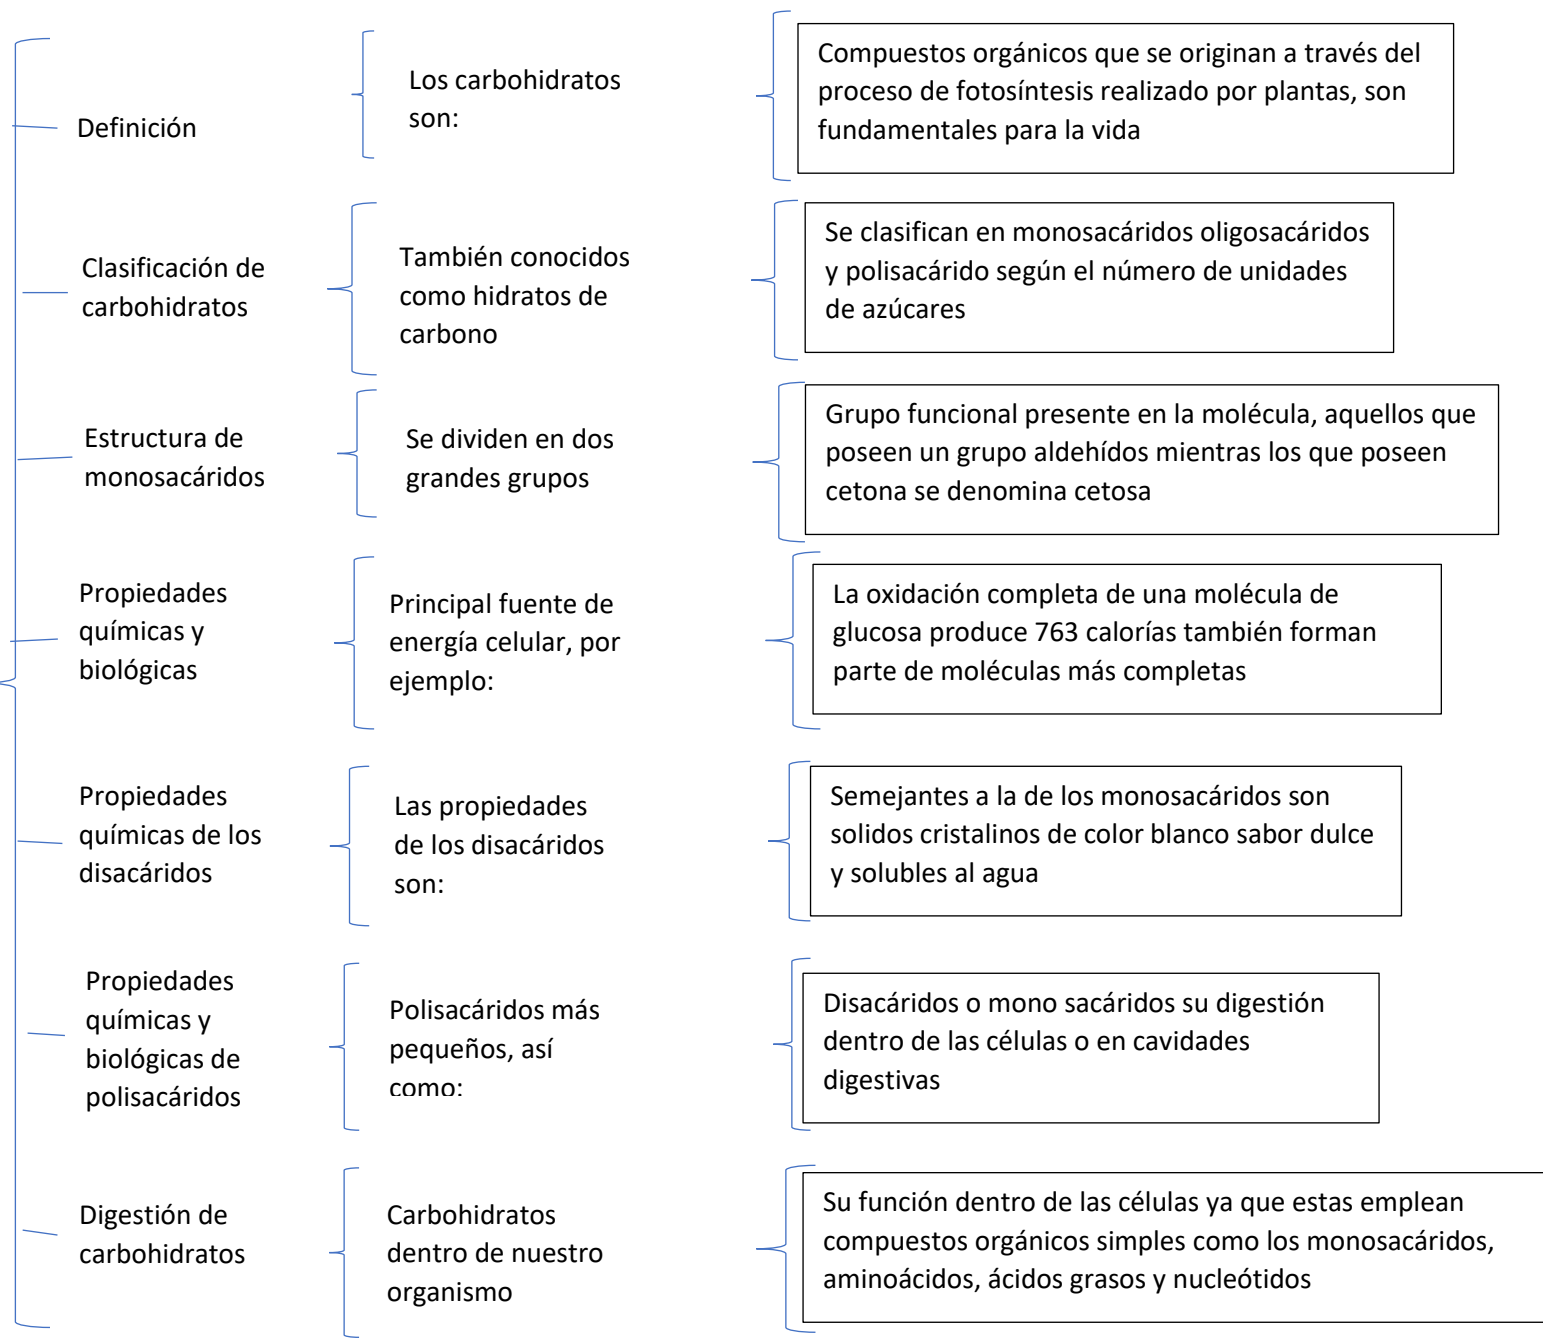 Definición
Los carbohidratos
son:
Compuestos orgánicos que se originan a través del
proceso de fotosíntesis realizado por plantas, son
fundamentales para la vida
Clasificación de
carbohidratos
También conocidos
como hidratos de
carbono
Se clasifican en monosacáridos oligosacáridos
y polisacárido según el número de unidades
de azúcares
Estructura de
monosacáridos
Se dividen en dos
grandes grupos
Grupo funcional presente en la molécula, aquellos que
poseen un grupo aldehídos mientras los que poseen
cetona se denomina cetosa
Propiedades
químicas y
biológicas
Principal fuente de
energía celular, por
ejemplo:
La oxidación completa de una molécula de
glucosa produce 763 calorías también forman
parte de moléculas más completas
Propiedades
químicas de los
disacáridos
Las propiedades
de los disacáridos
son:
Semejantes a la de los monosacáridos son
solidos cristalinos de color blanco sabor dulce
y solubles al agua
Propiedades
químicas y
biológicas de
polisacáridos
Polisacáridos más
pequeños, así
como:
Disacáridos o mono sacáridos su digestión
dentro de las células o en cavidades
digestivas
Digestión de
carbohidratos
Carbohidratos
dentro de nuestro
organismo
Su función dentro de las células ya que estas emplean
compuestos orgánicos simples como los monosacáridos,
aminoácidos, ácidos grasos y nucleótidos